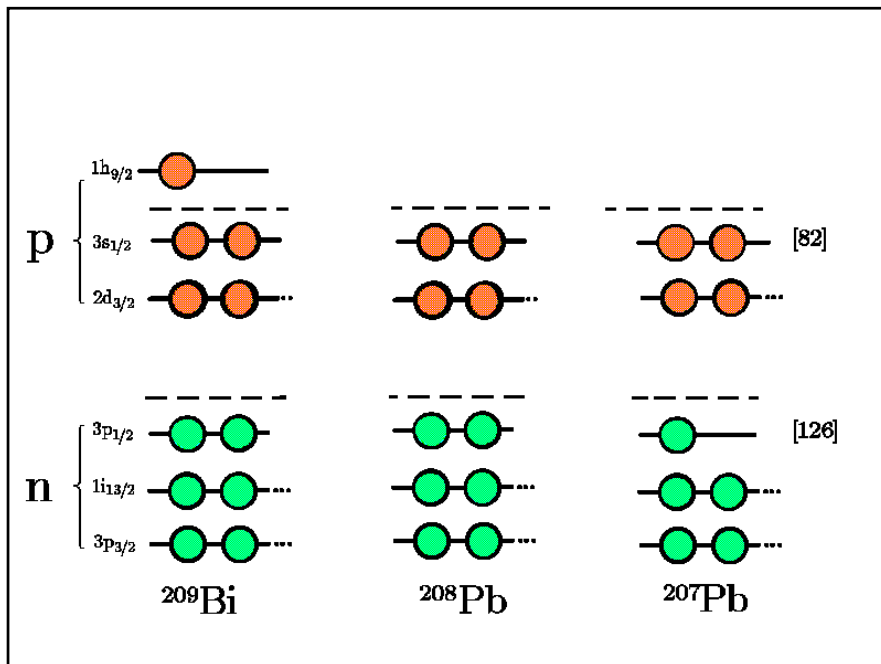 1h9/2
p 3s1/2 [82]
2d3/2 ... ... ...
3p1/2 [126]
n 1i13/2 ... ... ...
3p3/2 ... ... ...
209Bi 208Pb 207Pb